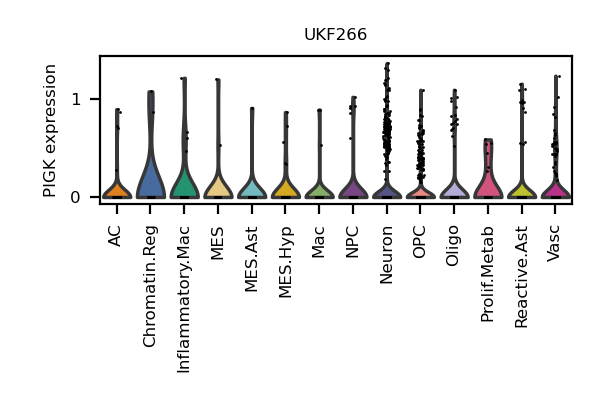 UKF266
PIGK expression
1
0
AC
Chromatin.Reg
Inflammatory.Mac
MES
MES.Ast
MES.Hyp
Mac
NPC
Neuron
OPC
Oligo
Prolif.Metab
Reactive.Ast
Vasc